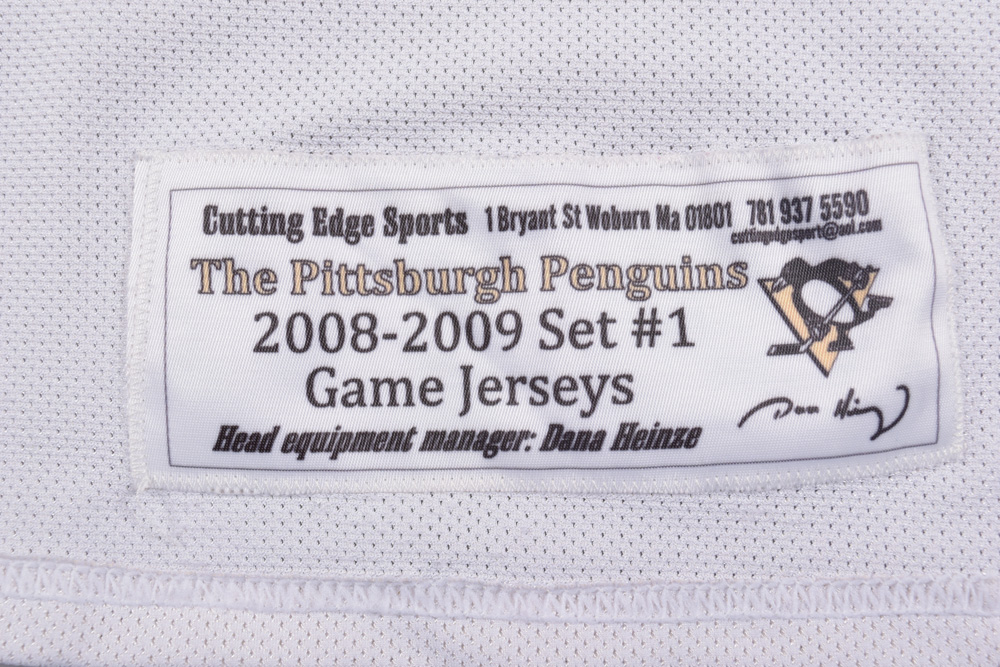 Cutting Edge Sports 1 Bryant St Woburn Ma 01801 781 937 5590
cuttingedgesport@aol.com
The Pittsburgh Penguins
2008-2009 Set #1
Game Jerseys
Head equipment manager: Dana Heinze